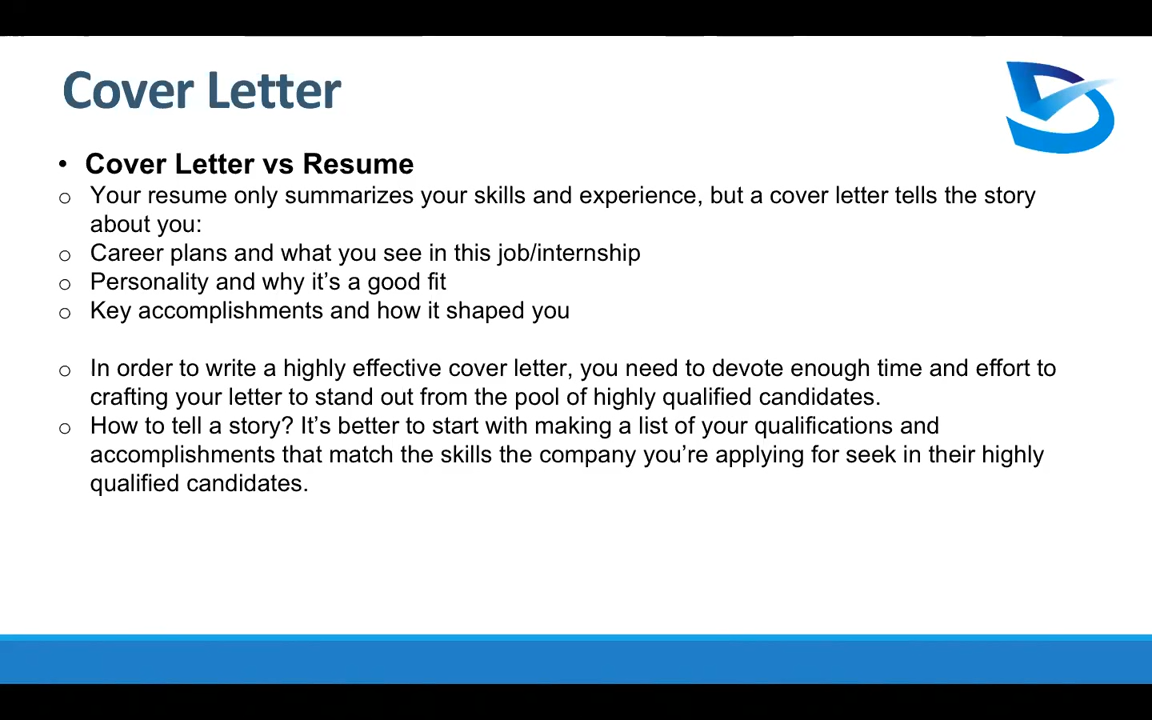 Cover Letter
• Cover Letter vs Resume
o Your resume only summarizes your skills and experience, but a cover letter tells the story
about you:
o Career plans and what you see in this job/internship
o Personality and why it’s a good fit
o Key accomplishments and how it shaped you
o In order to write a highly effective cover letter, you need to devote enough time and effort to
crafting your letter to stand out from the pool of highly qualified candidates.
o How to tell a story? It’s better to start with making a list of your qualifications and
accomplishments that match the skills the company you’re applying for seek in their highly
qualified candidates.